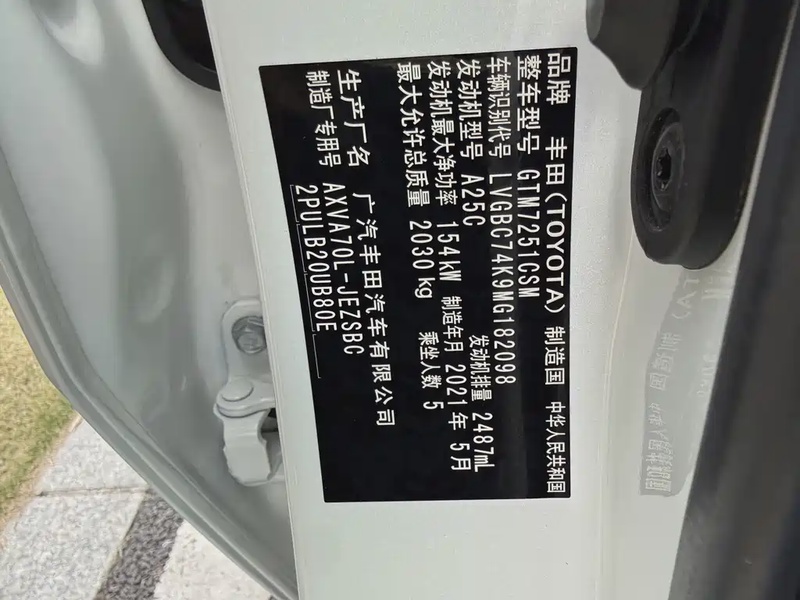 品牌 丰田(TOYOTA) 制造国 中华人民共和国
整车型号 GTM7251CSM
车辆识别代号 LVGBC74K9MG182098
发动机型号 A25C 发动机排量 2487mL
发动机最大净功率 154kW 制造年月 2021年5月
最大允许总质量 2030kg 乘坐人数 5
生产厂名 广汽丰田汽车有限公司
制造厂专用号 AXVA70L-JEZSBC
2PULB20UB80E